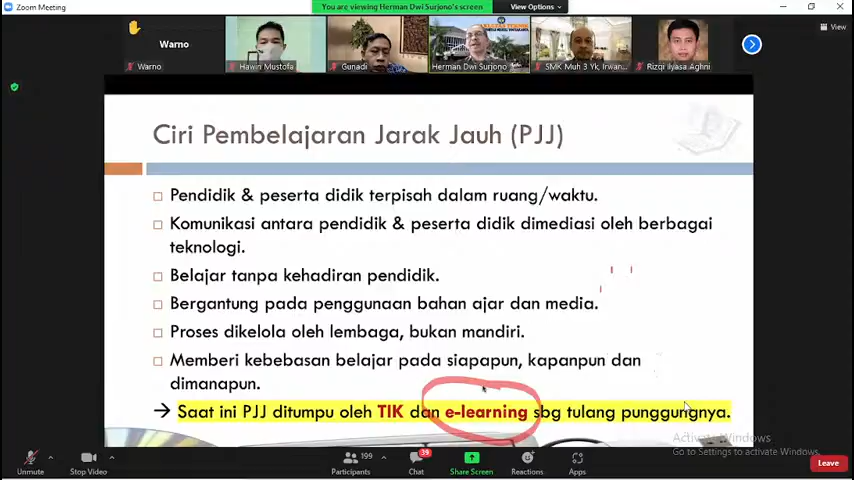 Zoom Meeting
You are viewing Herman Dwi Surjono's screen
View Options
View
Warno
Warno
Hawin Mustofa
Gunadi
Herman Dwi Surjono
SMK Muh 3 Yk, Irwan...
Rizqi Ilyasa Aghni
Ciri Pembelajaran Jarak Jauh (PJJ)
Pendidik & peserta didik terpisah dalam ruang/waktu.
Komunikasi antara pendidik & peserta didik dimediasi oleh berbagai
teknologi.
Belajar tanpa kehadiran pendidik.
Bergantung pada penggunaan bahan ajar dan media.
Proses dikelola oleh lembaga, bukan mandiri.
Memberi kebebasan belajar pada siapapun, kapanpun dan
dimanapun.
→ Saat ini PJJ ditumpu oleh TIK dan e-learning sbg tulang punggungnya.
Activate Windows
Go to Settings to activate Windows.
Unmute
Stop Video
199
Participants
39
Chat
Share Screen
Reactions
Apps
Leave